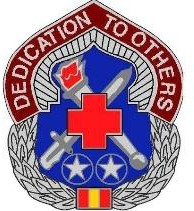 DEDICATION TO OTHERS